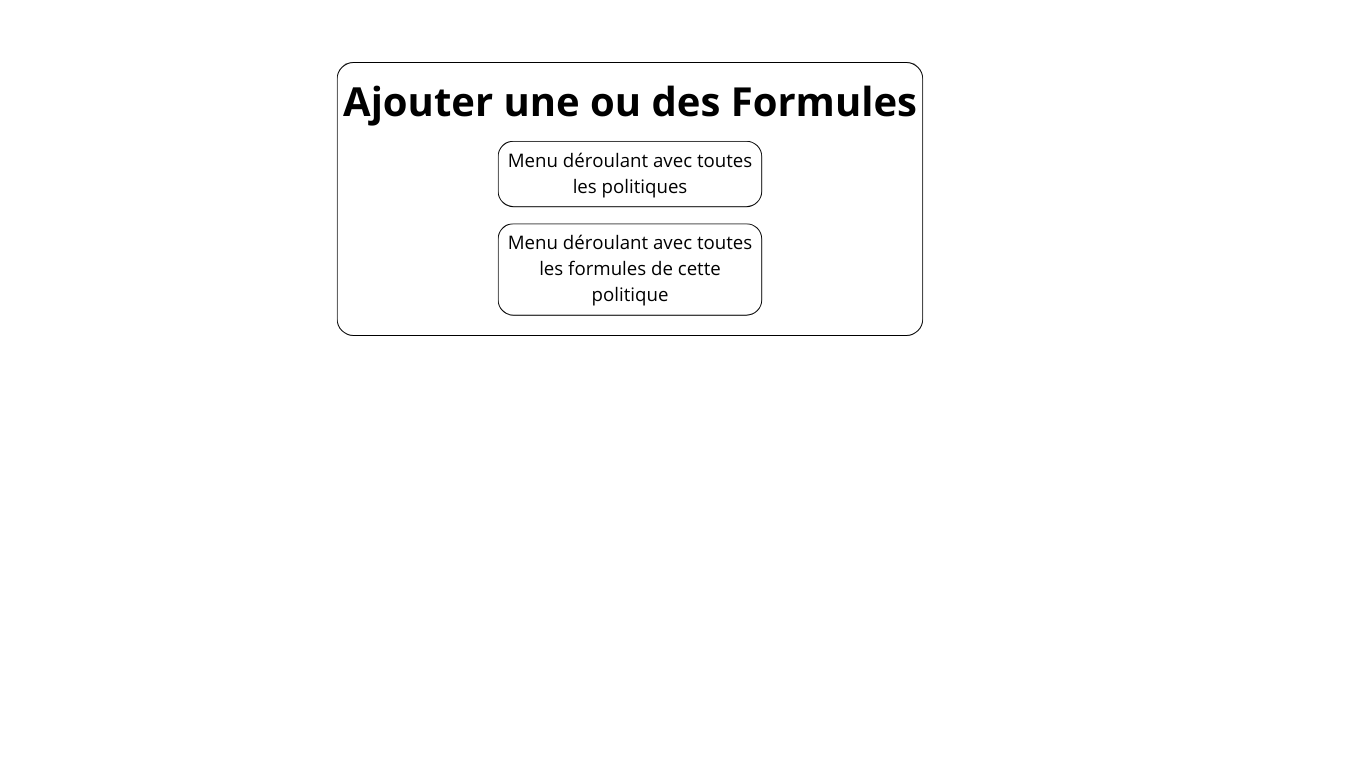 Ajouter une ou des Formules
Menu déroulant avec toutes
les politiques
Menu déroulant avec toutes
les formules de cette
politique